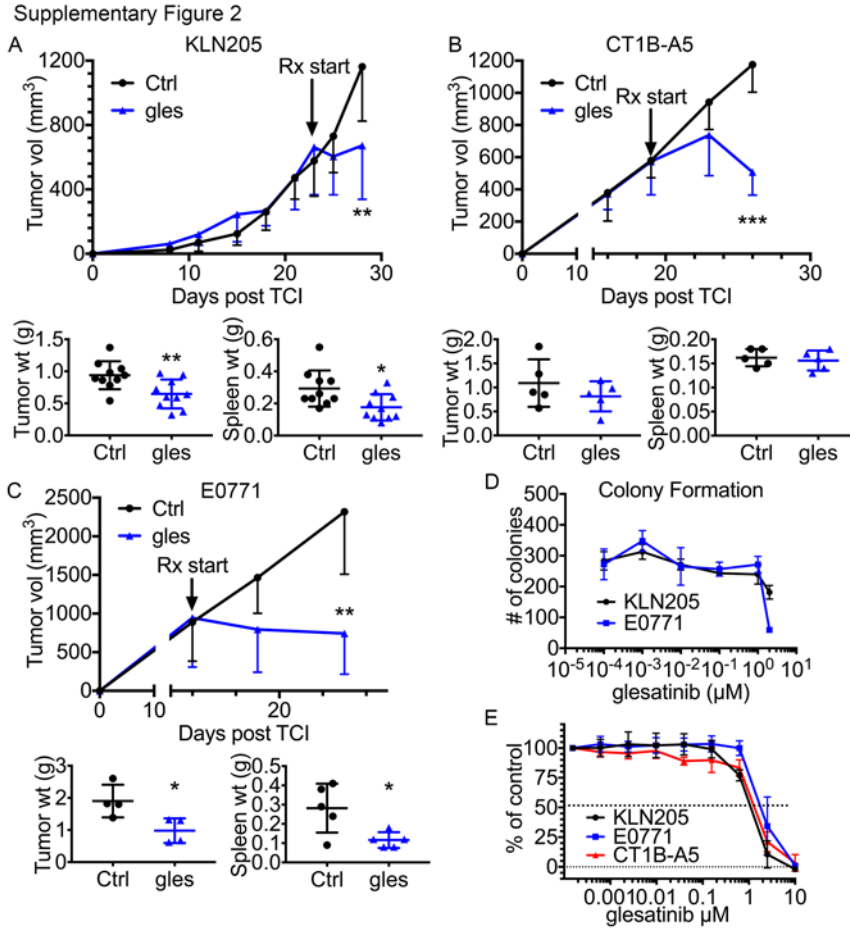 Supplementary Figure 2
A
KLN205
Tumor vol (mm³)
1200
800
400
0
Ctrl
gles
Rx start
**
0 10 20 30
Days post TCI
B
CT1B-A5
Tumor vol (mm³)
1200
1000
800
600
400
200
0
Ctrl
gles
Rx start
***
0 10 20 30
Days post TCI
Tumor wt (g)
1.5
1.0
0.5
0.0
**
Ctrl gles
Spleen wt (g)
0.6
0.4
0.2
0.0
*
Ctrl gles
Tumor wt (g)
2.0
1.5
1.0
0.5
0.0
Ctrl gles
Spleen wt (g)
0.20
0.15
0.10
0.05
0.00
Ctrl gles
C
E0771
Tumor vol (mm³)
2500
2000
1500
1000
500
0
Ctrl
gles
Rx start
**
0 10 20
Days post TCI
Tumor wt (g)
3
2
1
0
*
Ctrl gles
Spleen wt (g)
0.5
0.4
0.3
0.2
0.1
0.0
*
Ctrl gles
D
Colony Formation
# of colonies
500
400
300
200
100
0
KLN205
E0771
10⁻⁵ 10⁻⁴ 10⁻³ 10⁻² 10⁻¹ 10⁰ 10¹
glesatinib (µM)
E
% of control
100
75
50
25
0
KLN205
E0771
CT1B-A5
0.001 0.01 0.1 1 10
glesatinib µM